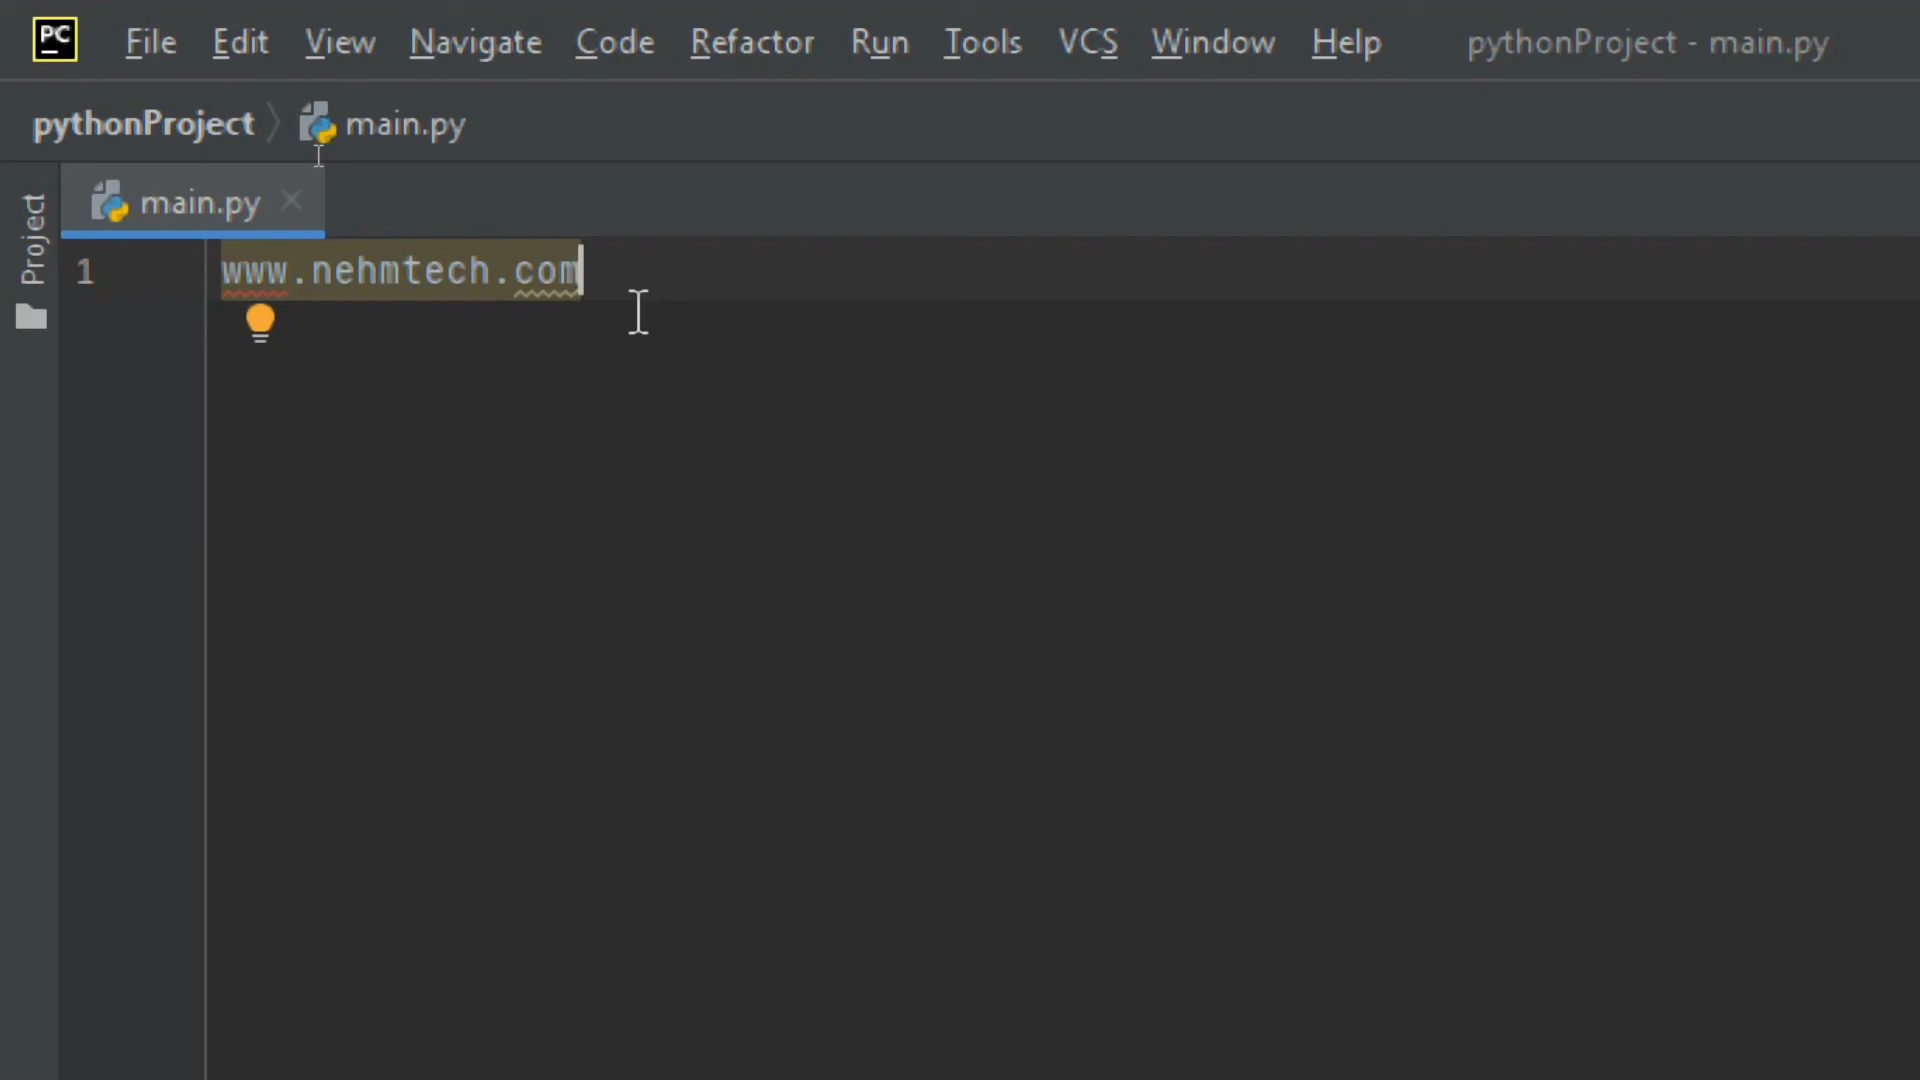 PC File Edit View Navigate Code Refactor Run Tools VCS Window Help pythonProject - main.py
pythonProject main.py
main.py
Project
1 www.nehmtech.com